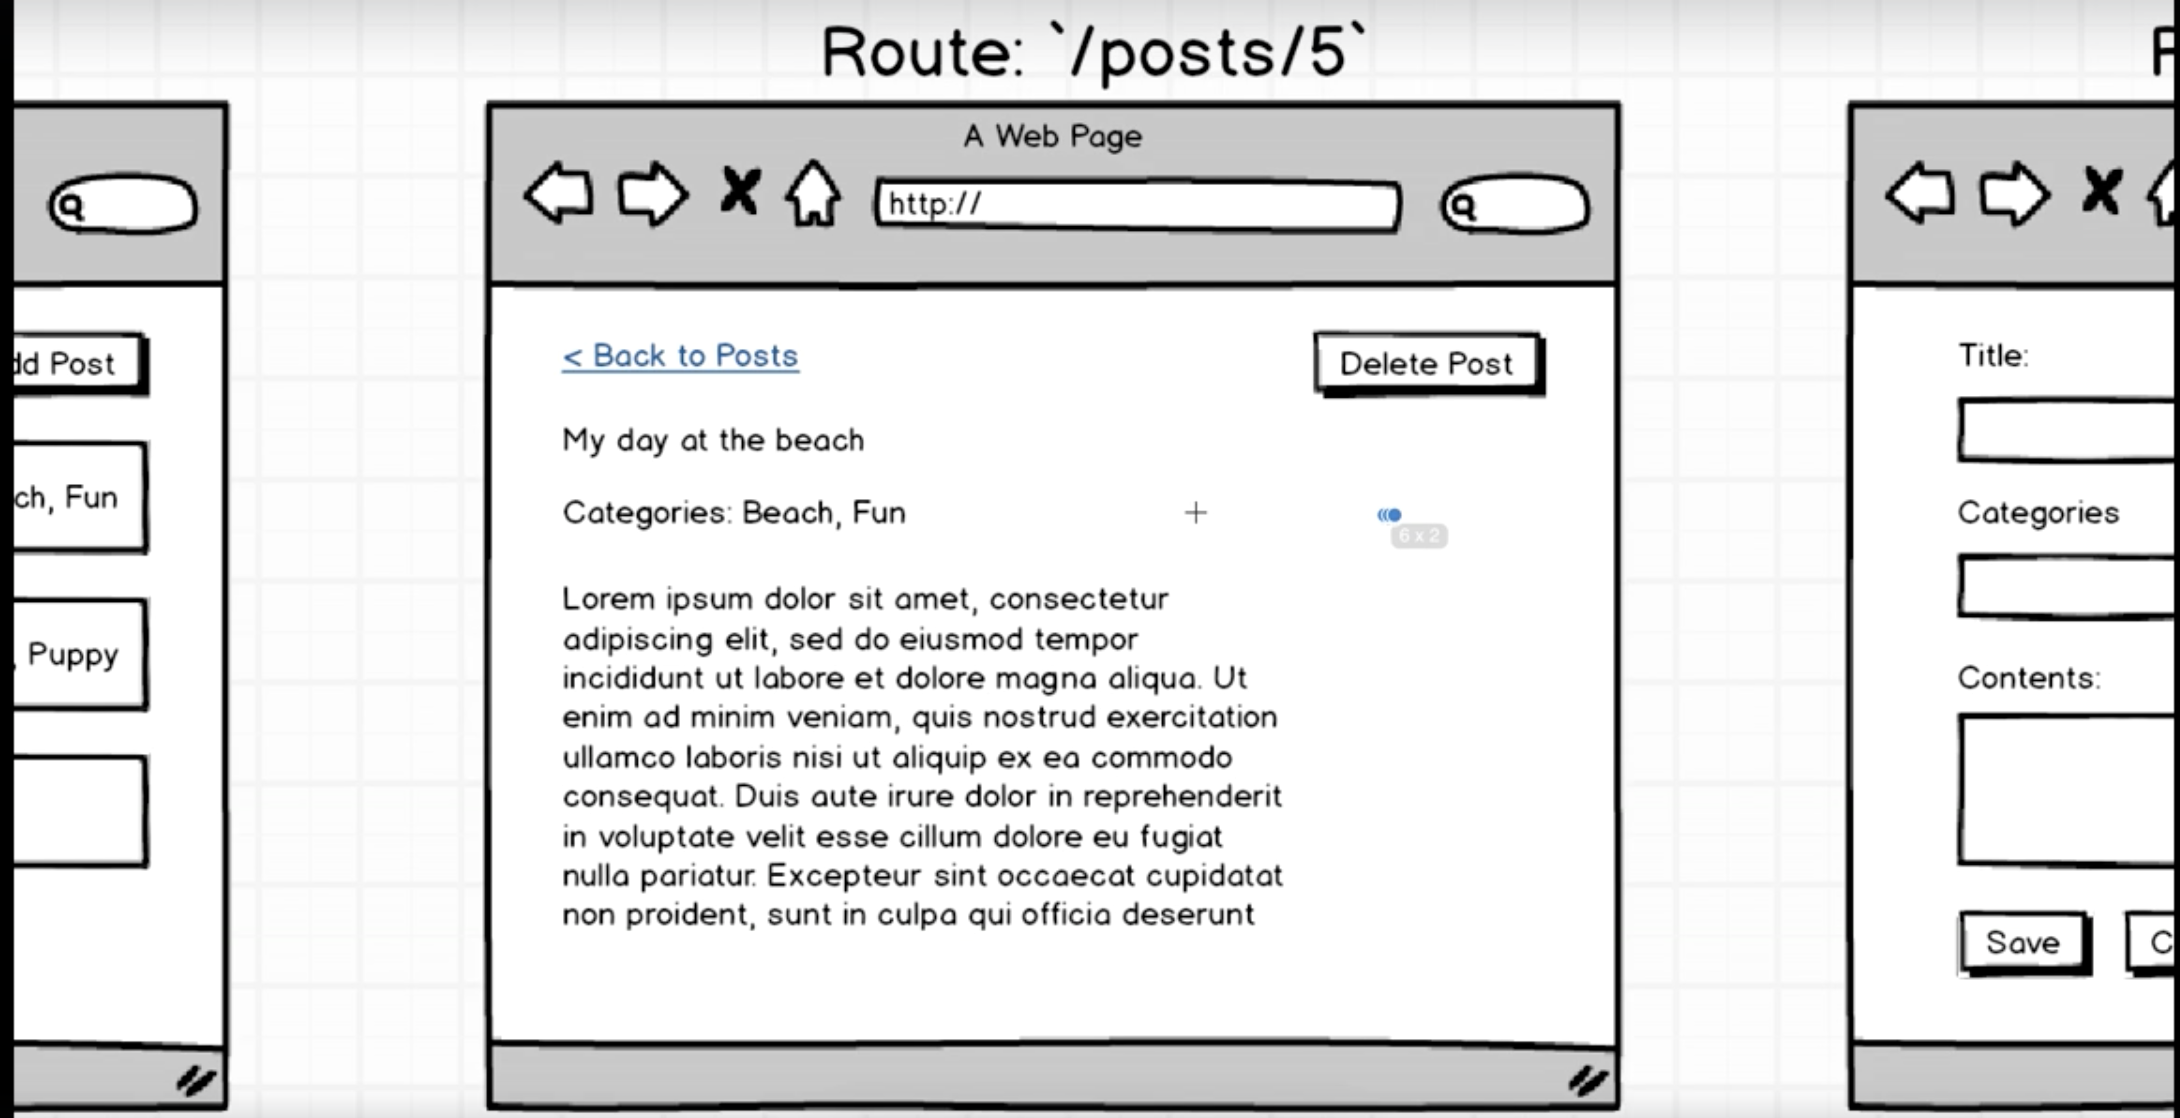 Route: `/posts/5`
A Web Page
http://
Post
Fun
Puppy
< Back to Posts
Delete Post
My day at the beach
Categories: Beach, Fun
6 x 2
Lorem ipsum dolor sit amet, consectetur
adipiscing elit, sed do eiusmod tempor
incididunt ut labore et dolore magna aliqua. Ut
enim ad minim veniam, quis nostrud exercitation
ullamco laboris nisi ut aliquip ex ea commodo
consequat. Duis aute irure dolor in reprehenderit
in voluptate velit esse cillum dolore eu fugiat
nulla pariatur. Excepteur sint occaecat cupidatat
non proident, sunt in culpa qui officia deserunt
Title:
Categories
Contents:
Save